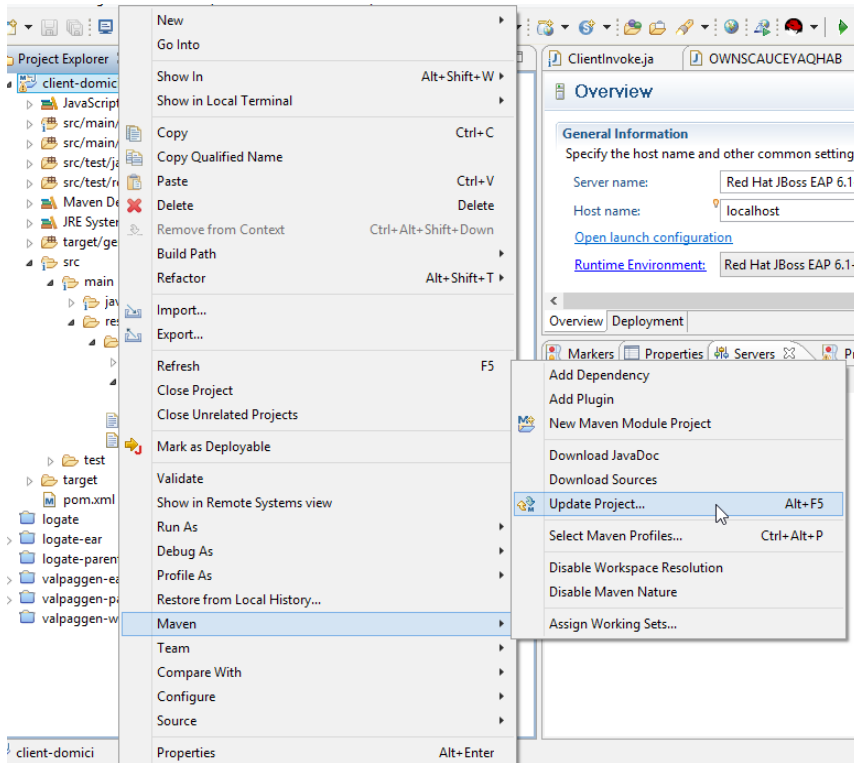 Project Explorer
client-domic
JavaScript
src/main/
src/main/
src/test/ja
src/test/re
Maven De
JRE System
target/ge
src
main
jav
res
test
target
pom.xml
logate
logate-ear
logate-paren
valpaggen-ea
valpaggen-pa
valpaggen-w
client-domici
New
Go Into
Show In Alt+Shift+W
Show in Local Terminal
Copy Ctrl+C
Copy Qualified Name
Paste Ctrl+V
Delete Delete
Remove from Context Ctrl+Alt+Shift+Down
Build Path
Refactor Alt+Shift+T
Import...
Export...
Refresh F5
Close Project
Close Unrelated Projects
Mark as Deployable
Validate
Show in Remote Systems view
Run As
Debug As
Profile As
Restore from Local History...
Maven
Team
Compare With
Configure
Source
Properties Alt+Enter
ClientInvoke.ja OWNSCAUCEYAQHAB
Overview
General Information
Specify the host name and other common setting
Server name: Red Hat JBoss EAP 6.1
Host name: localhost
Open launch configuration
Runtime Environment: Red Hat JBoss EAP 6.1-
Overview Deployment
Markers Properties Servers Pr
Add Dependency
Add Plugin
New Maven Module Project
Download JavaDoc
Download Sources
Update Project... Alt+F5
Select Maven Profiles... Ctrl+Alt+P
Disable Workspace Resolution
Disable Maven Nature
Assign Working Sets...